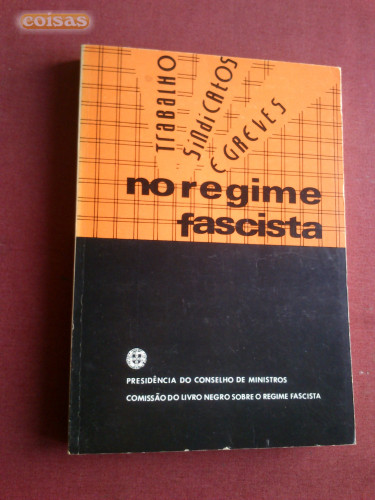 coisas
TRABALHO
SINDICATOS
E GREVES
no regime
fascista
PRESIDÊNCIA DO CONSELHO DE MINISTROS
COMISSÃO DO LIVRO NEGRO SOBRE O REGIME FASCISTA